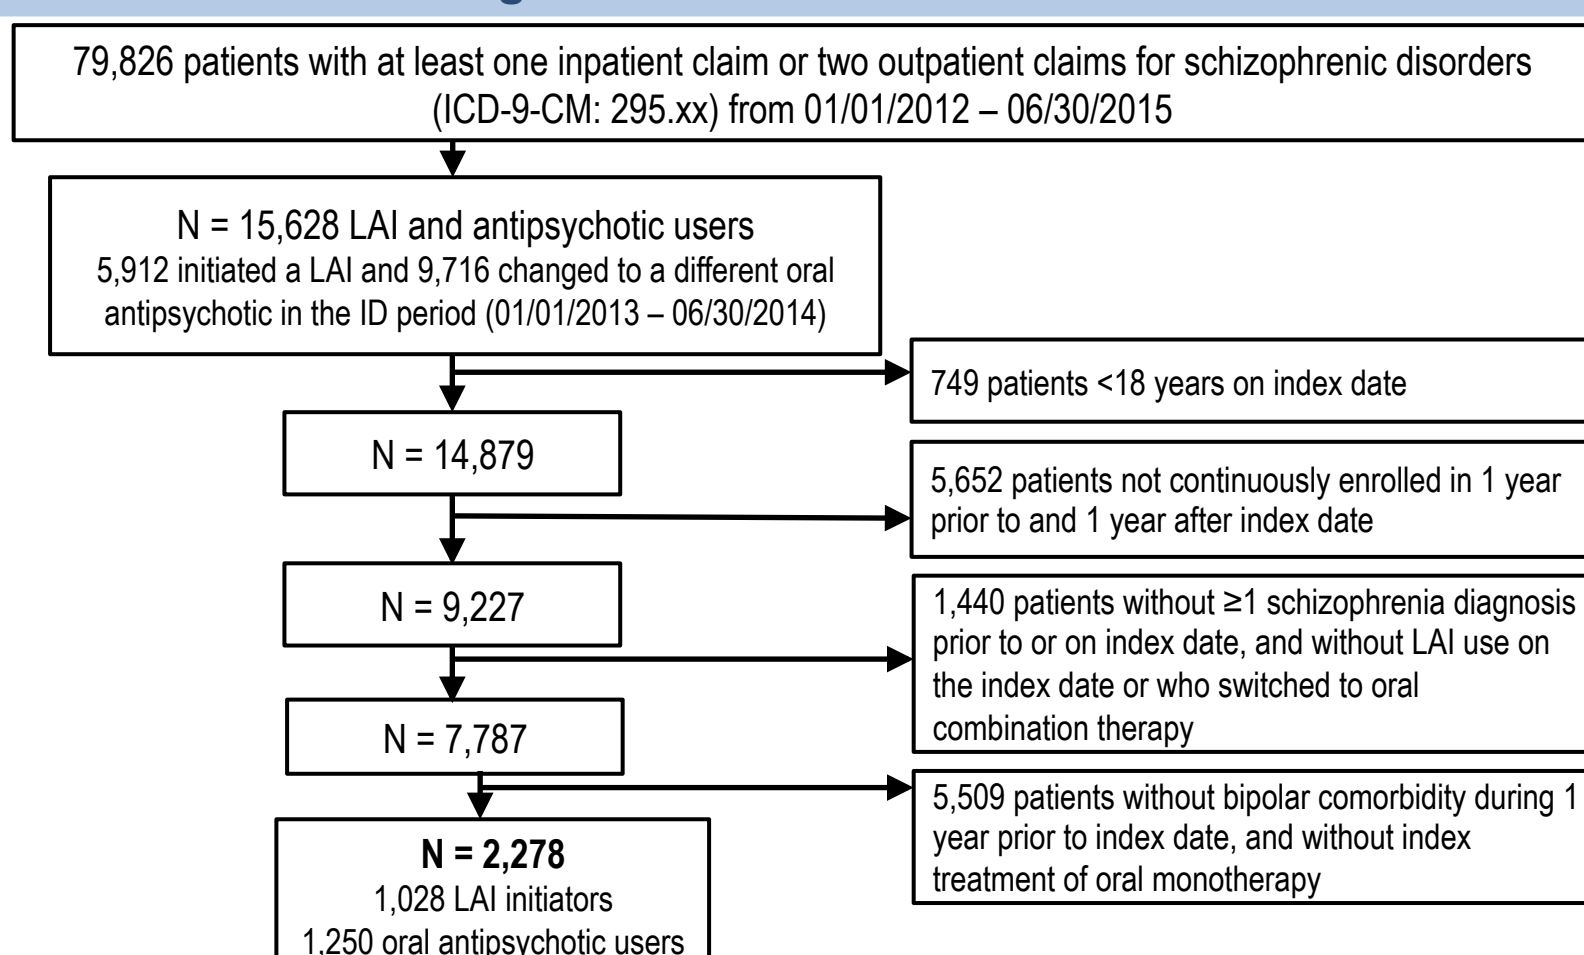 79,826 patients with at least one inpatient claim or two outpatient claims for schizophrenic disorders
(ICD-9-CM: 295.xx) from 01/01/2012 – 06/30/2015
N = 15,628 LAI and antipsychotic users
5,912 initiated a LAI and 9,716 changed to a different oral
antipsychotic in the ID period (01/01/2013 – 06/30/2014)
749 patients <18 years on index date
N = 14,879
5,652 patients not continuously enrolled in 1 year
prior to and 1 year after index date
N = 9,227
1,440 patients without ≥1 schizophrenia diagnosis
prior to or on index date, and without LAI use on
the index date or who switched to oral
combination therapy
N = 7,787
5,509 patients without bipolar comorbidity during 1
year prior to index date, and without index
treatment of oral monotherapy
N = 2,278
1,028 LAI initiators
1,250 oral antipsychotic users